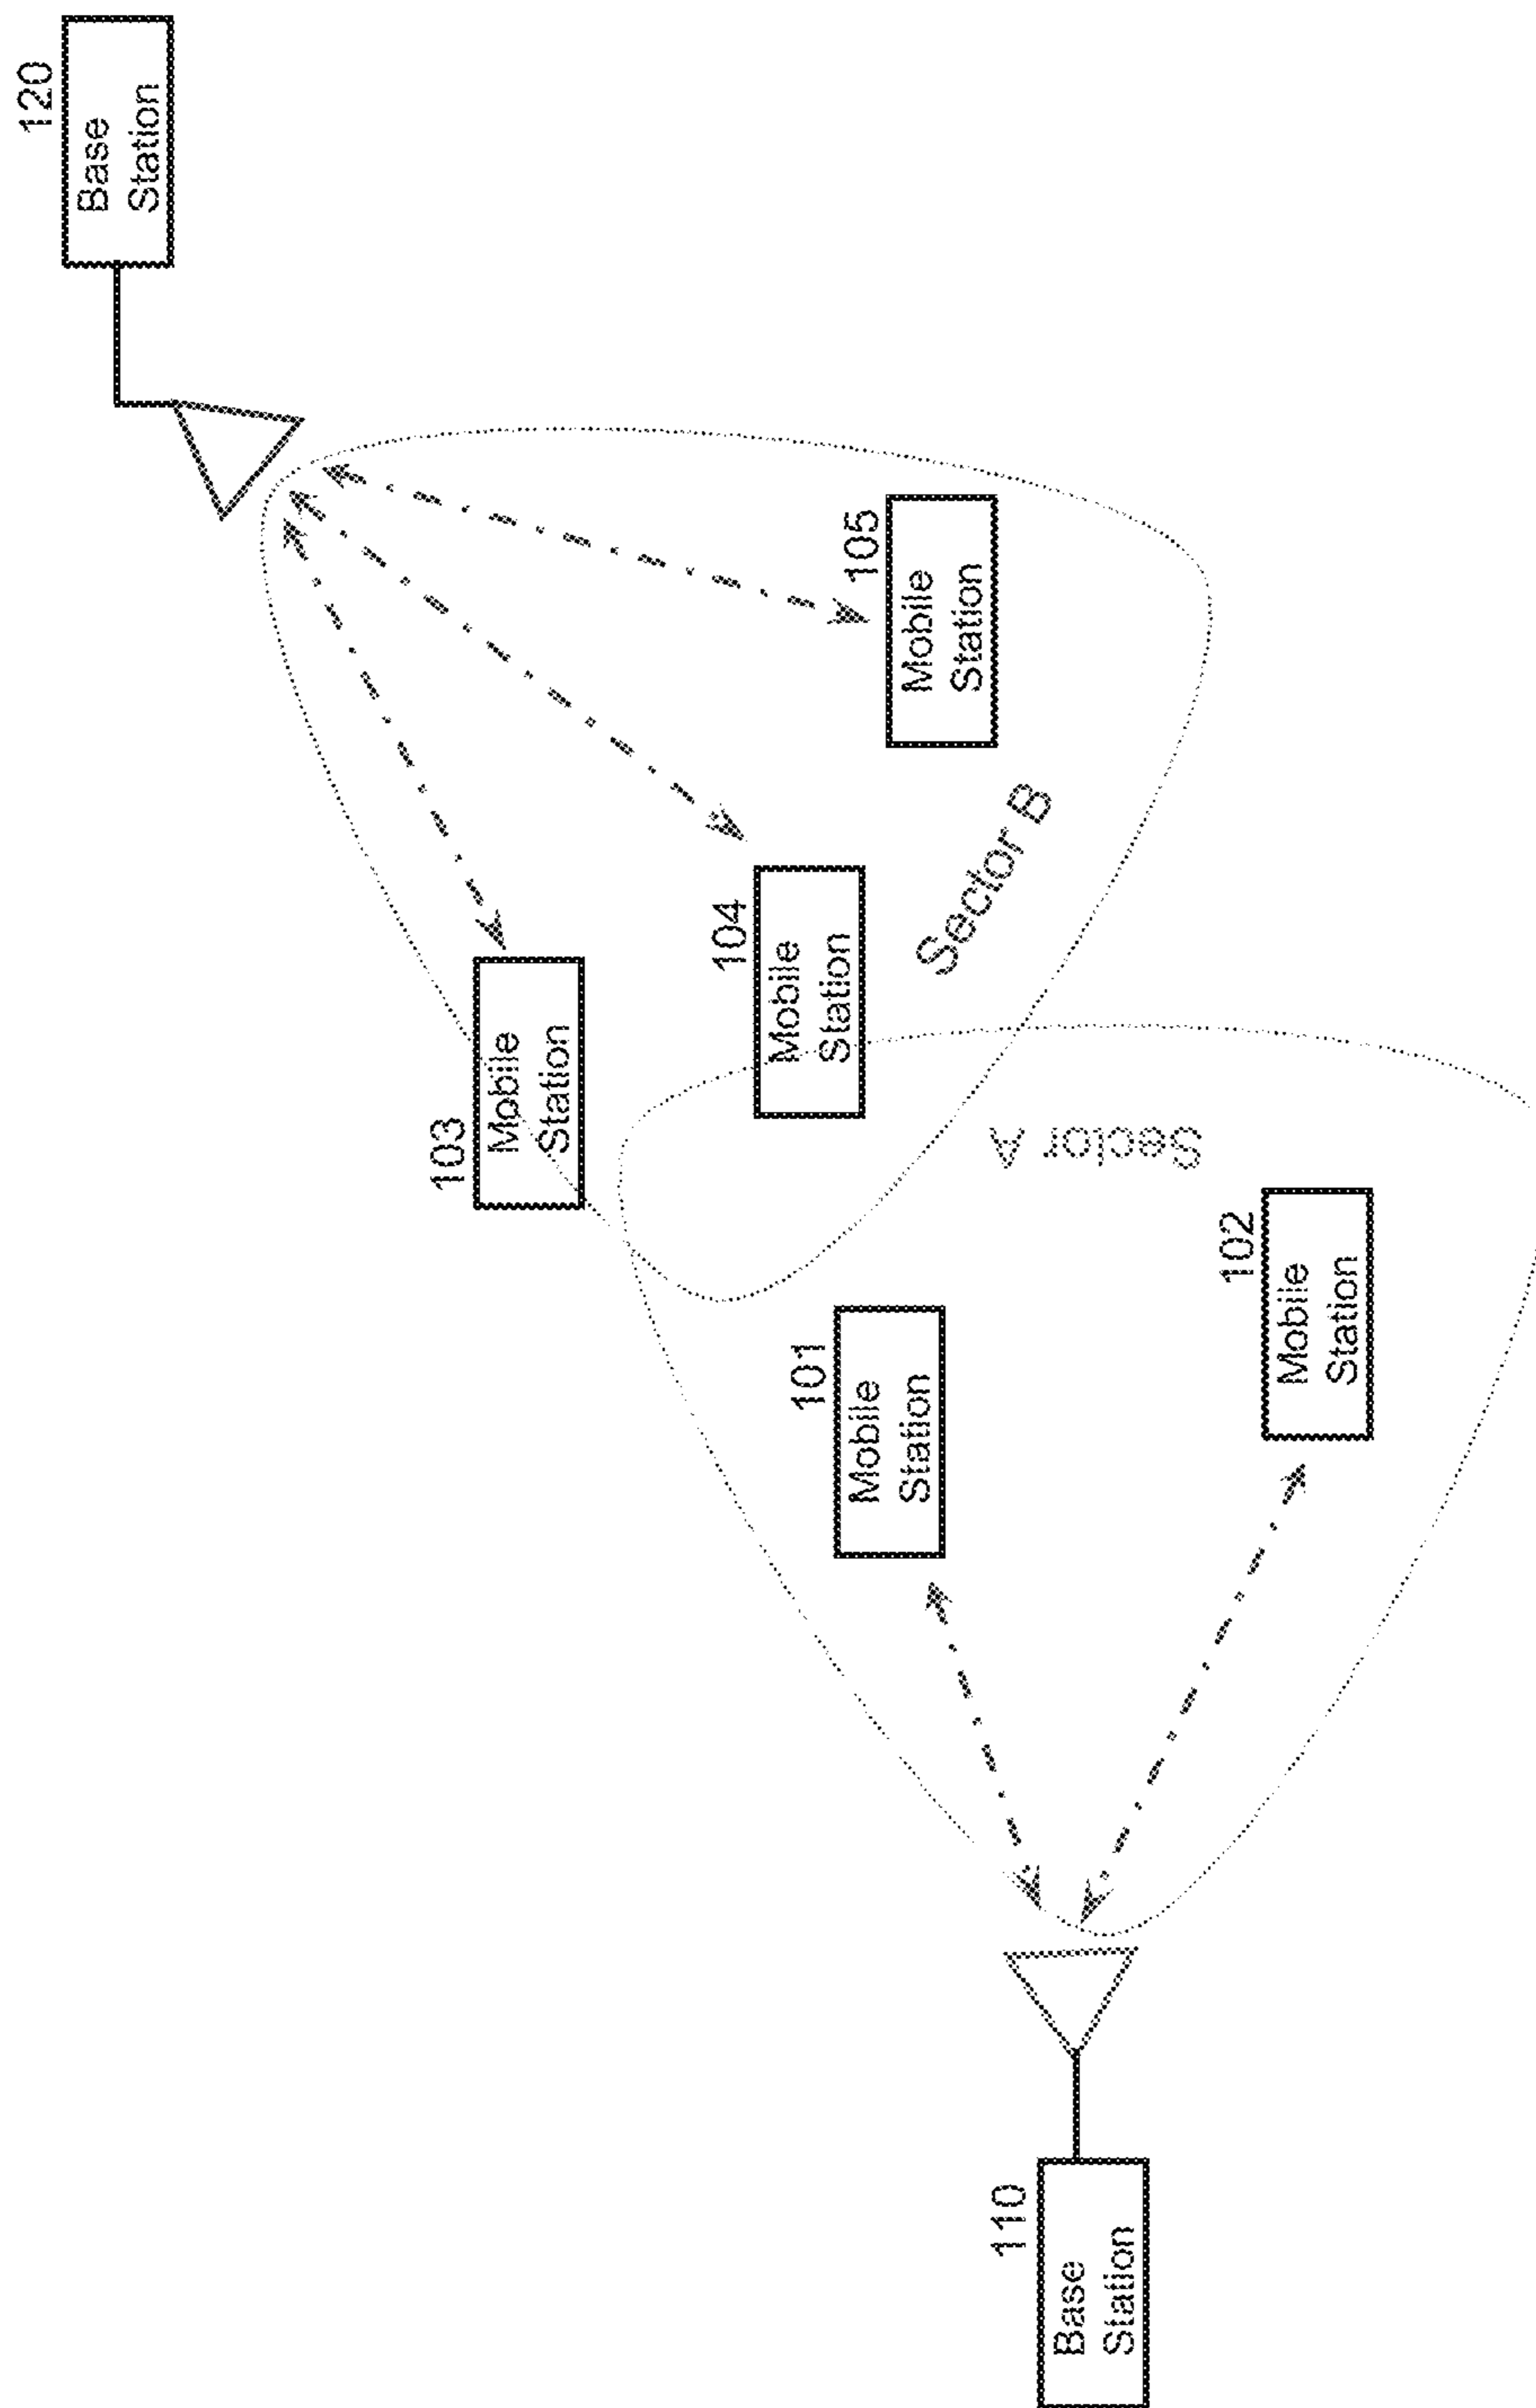 120
Base
Station
103
Mobile
Station
104
Mobile
Station
101
Mobile
Station
105
Mobile
Station
Sector B
110
Base
Station
Sector A
102
Mobile
Station